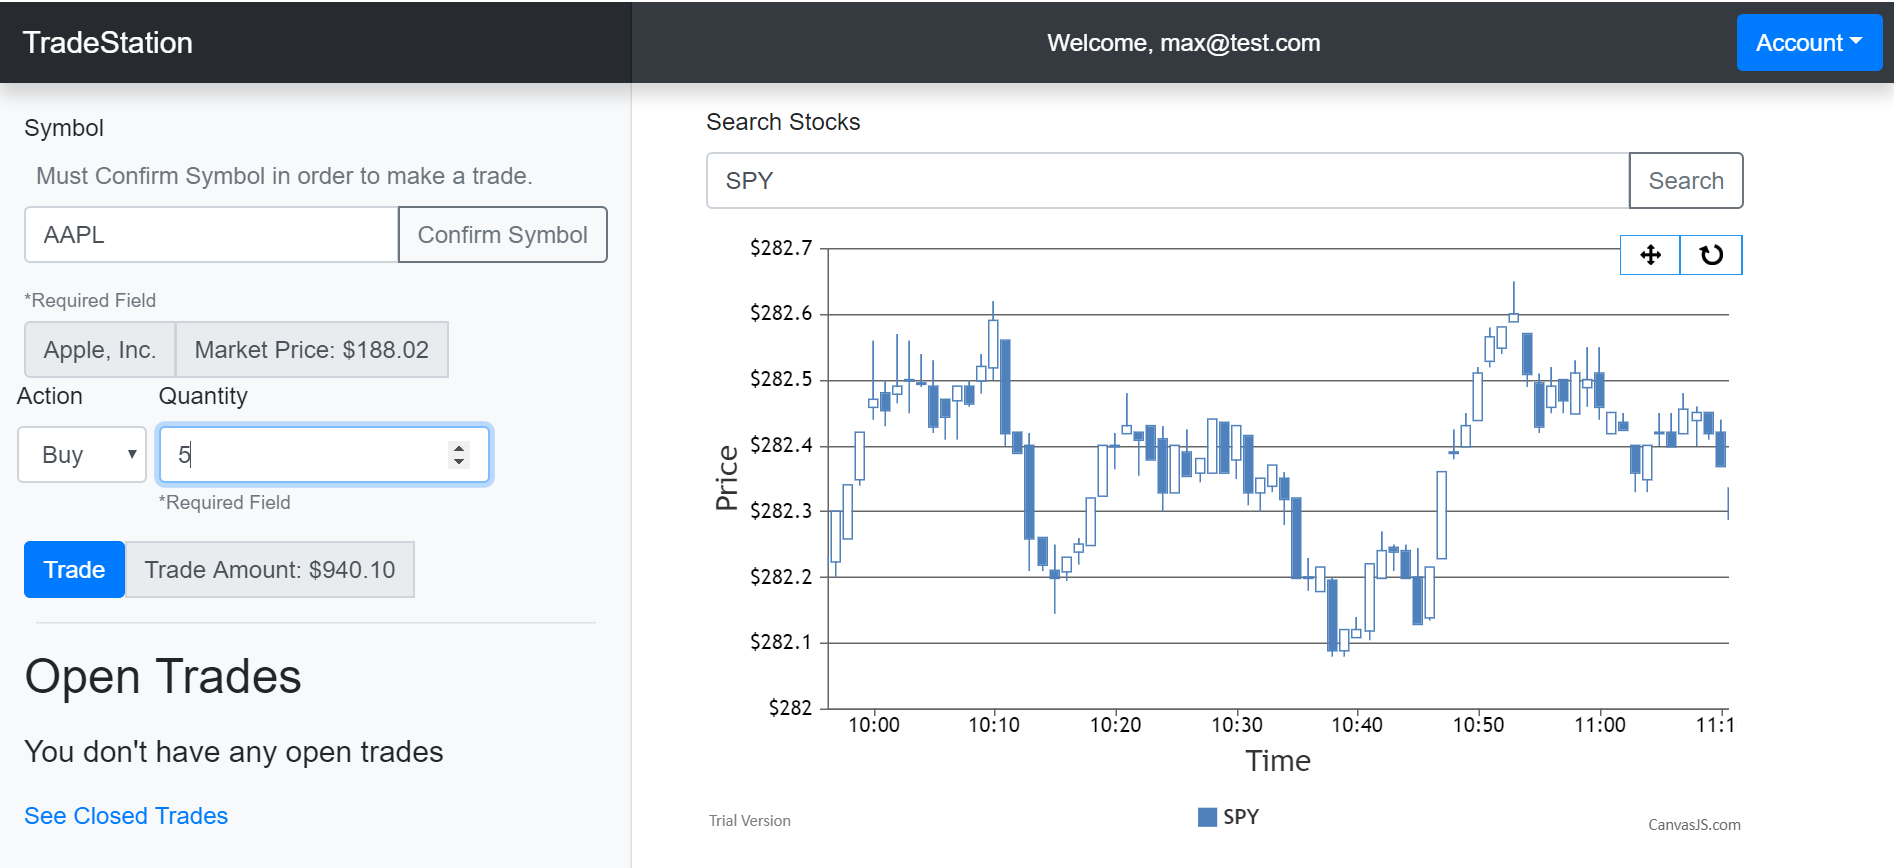 TradeStation
Welcome, max@test.com
Account
Symbol
Must Confirm Symbol in order to make a trade.
AAPL
Confirm Symbol
*Required Field
Apple, Inc.
Market Price: $188.02
Action
Quantity
Buy
5
*Required Field
Trade
Trade Amount: $940.10
Open Trades
You don't have any open trades
See Closed Trades
Search Stocks
SPY
Search
$282.7
$282.6
$282.5
$282.4
$282.3
$282.2
$282.1
$282
Price
10:00 10:10 10:20 10:30 10:40 10:50 11:00 11:1
Time
SPY
Trial Version
CanvasJS.com